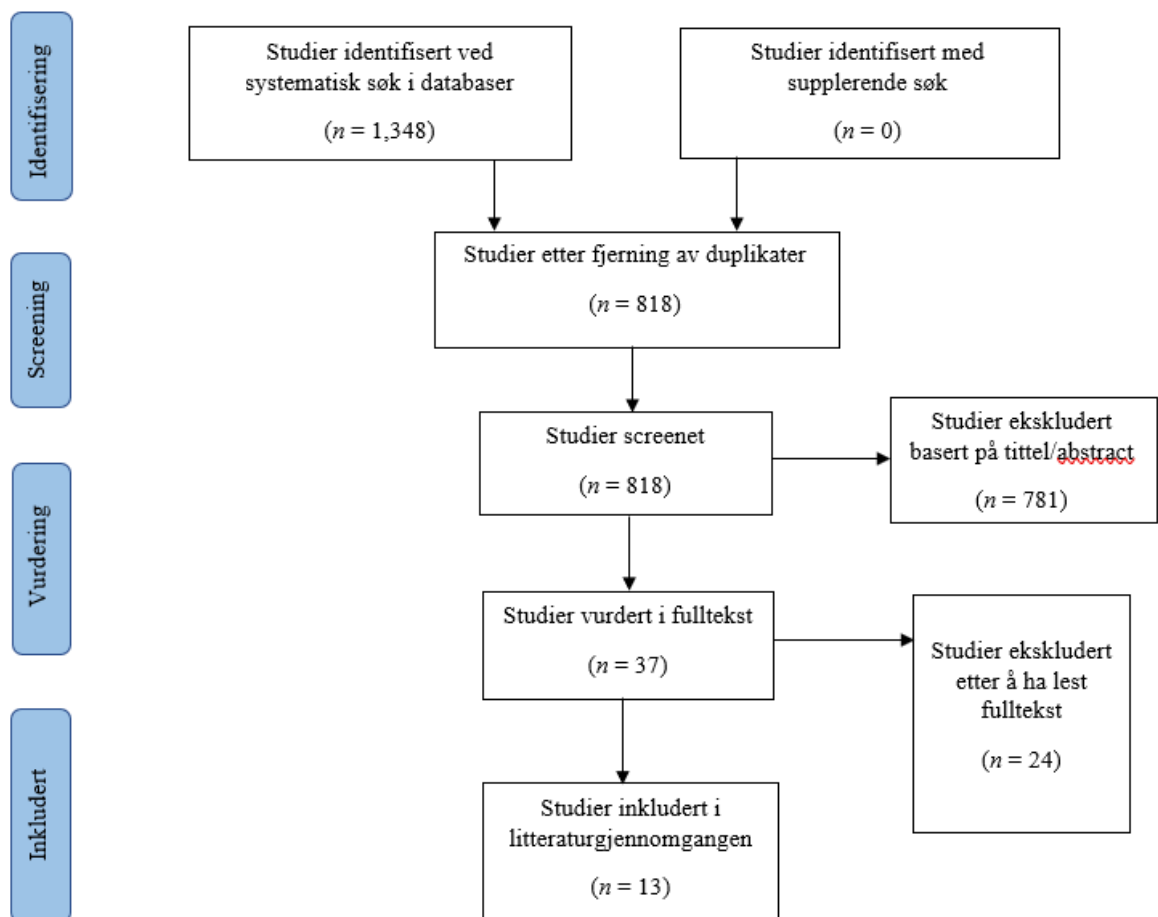 Identifisering
Studier identifisert ved
systematisk søk i databaser
(n = 1,348)
Studier identifisert med
supplerende søk
(n = 0)
Screening
Studier etter fjerning av duplikater
(n = 818)
Studier screenet
(n = 818)
Studier ekskludert
basert på tittel/abstract
(n = 781)
Vurdering
Studier vurdert i fulltekst
(n = 37)
Studier ekskludert
etter å ha lest
fulltekst
(n = 24)
Inkludert
Studier inkludert i
litteraturgjennomgangen
(n = 13)